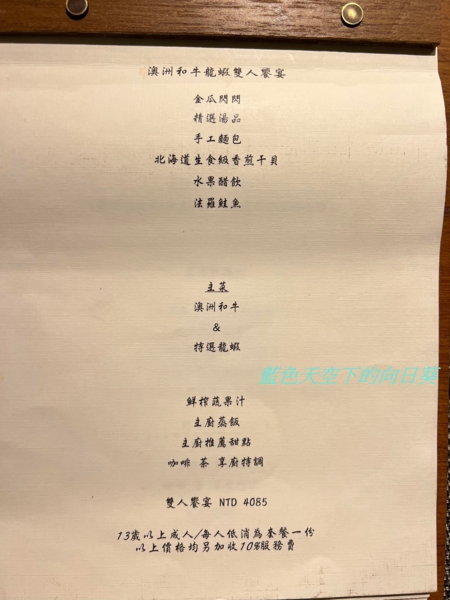 澳洲和牛龍蝦雙人饗宴
金瓜閃閃
精選湯品
手工麵包
北海道生食級香煎干貝
水果醋飲
法羅鮭魚
主菜
澳洲和牛
&
特選龍蝦
藍色天空下的向日葵
鮮榨蔬果汁
主廚蒸飯
主廚推薦甜點
咖啡 茶 享廚特調
雙人饗宴 NTD 4085
13歲以上成人/每人低消為套餐一份
以上價格均另加收10%服務費